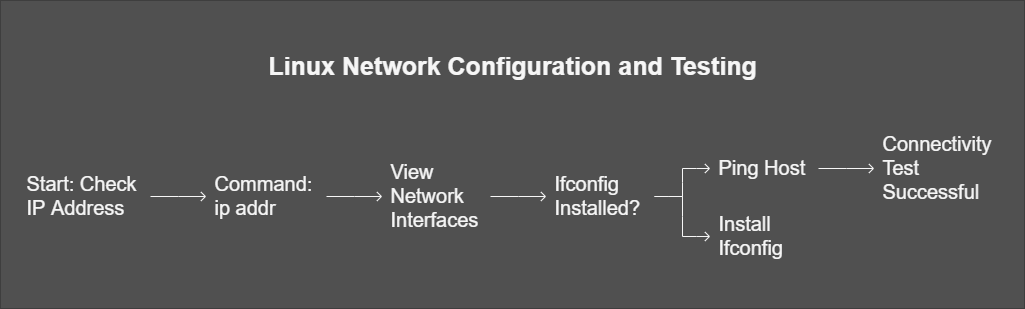 Linux Network Configuration and Testing
Start: Check
IP Address
Command:
ip addr
View
Network
Interfaces
Ifconfig
Installed?
Ping Host
Connectivity
Test
Successful
Install
Ifconfig